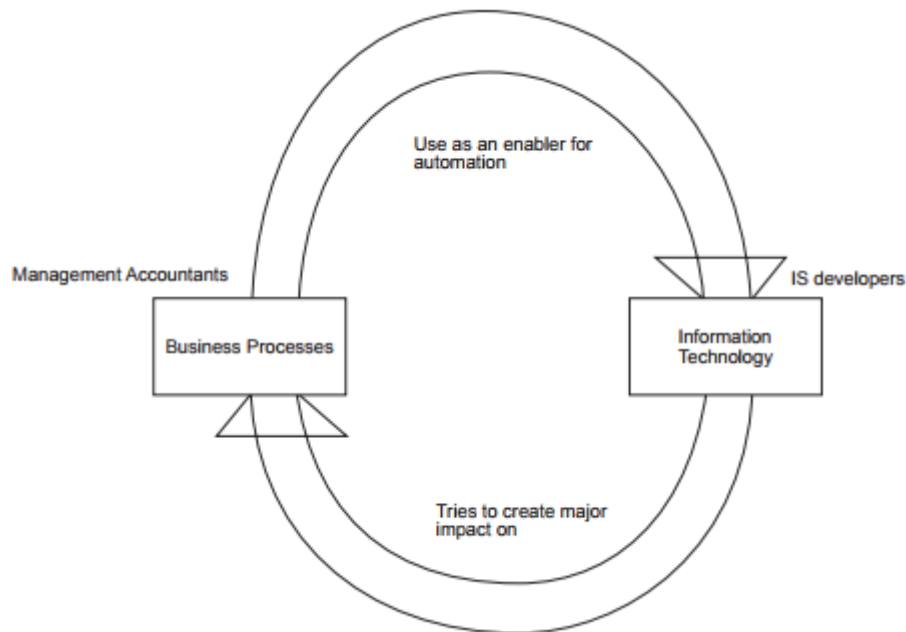 Use as an enabler for
automation
Management Accountants
IS developers
Business Processes
Information
Technology
Tries to create major
impact on